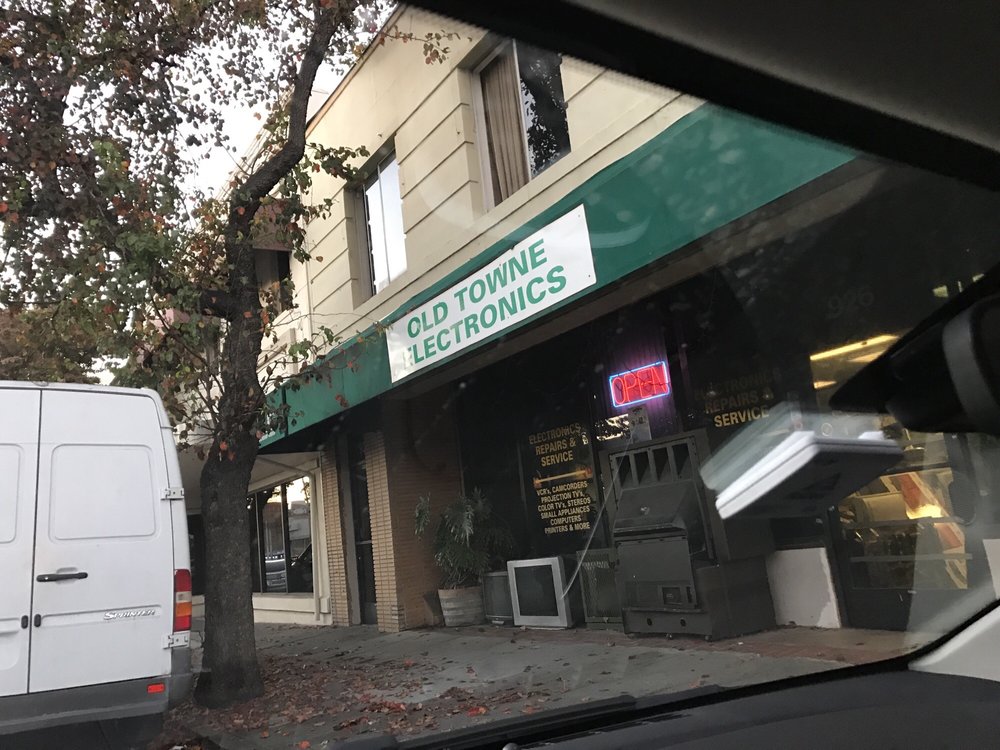 OLD TOWNE
ELECTRONICS
OPEN
926
ELECTRONICS
REPAIRS &
SERVICE
VCR's, CAMCORDERS
PROJECTION TV's,
COLOR TV's, STEREOS
SMALL APPLIANCES
COMPUTERS
PRINTERS & MORE
ELECTRONICS
REPAIRS &
SERVICE
SPRINTER